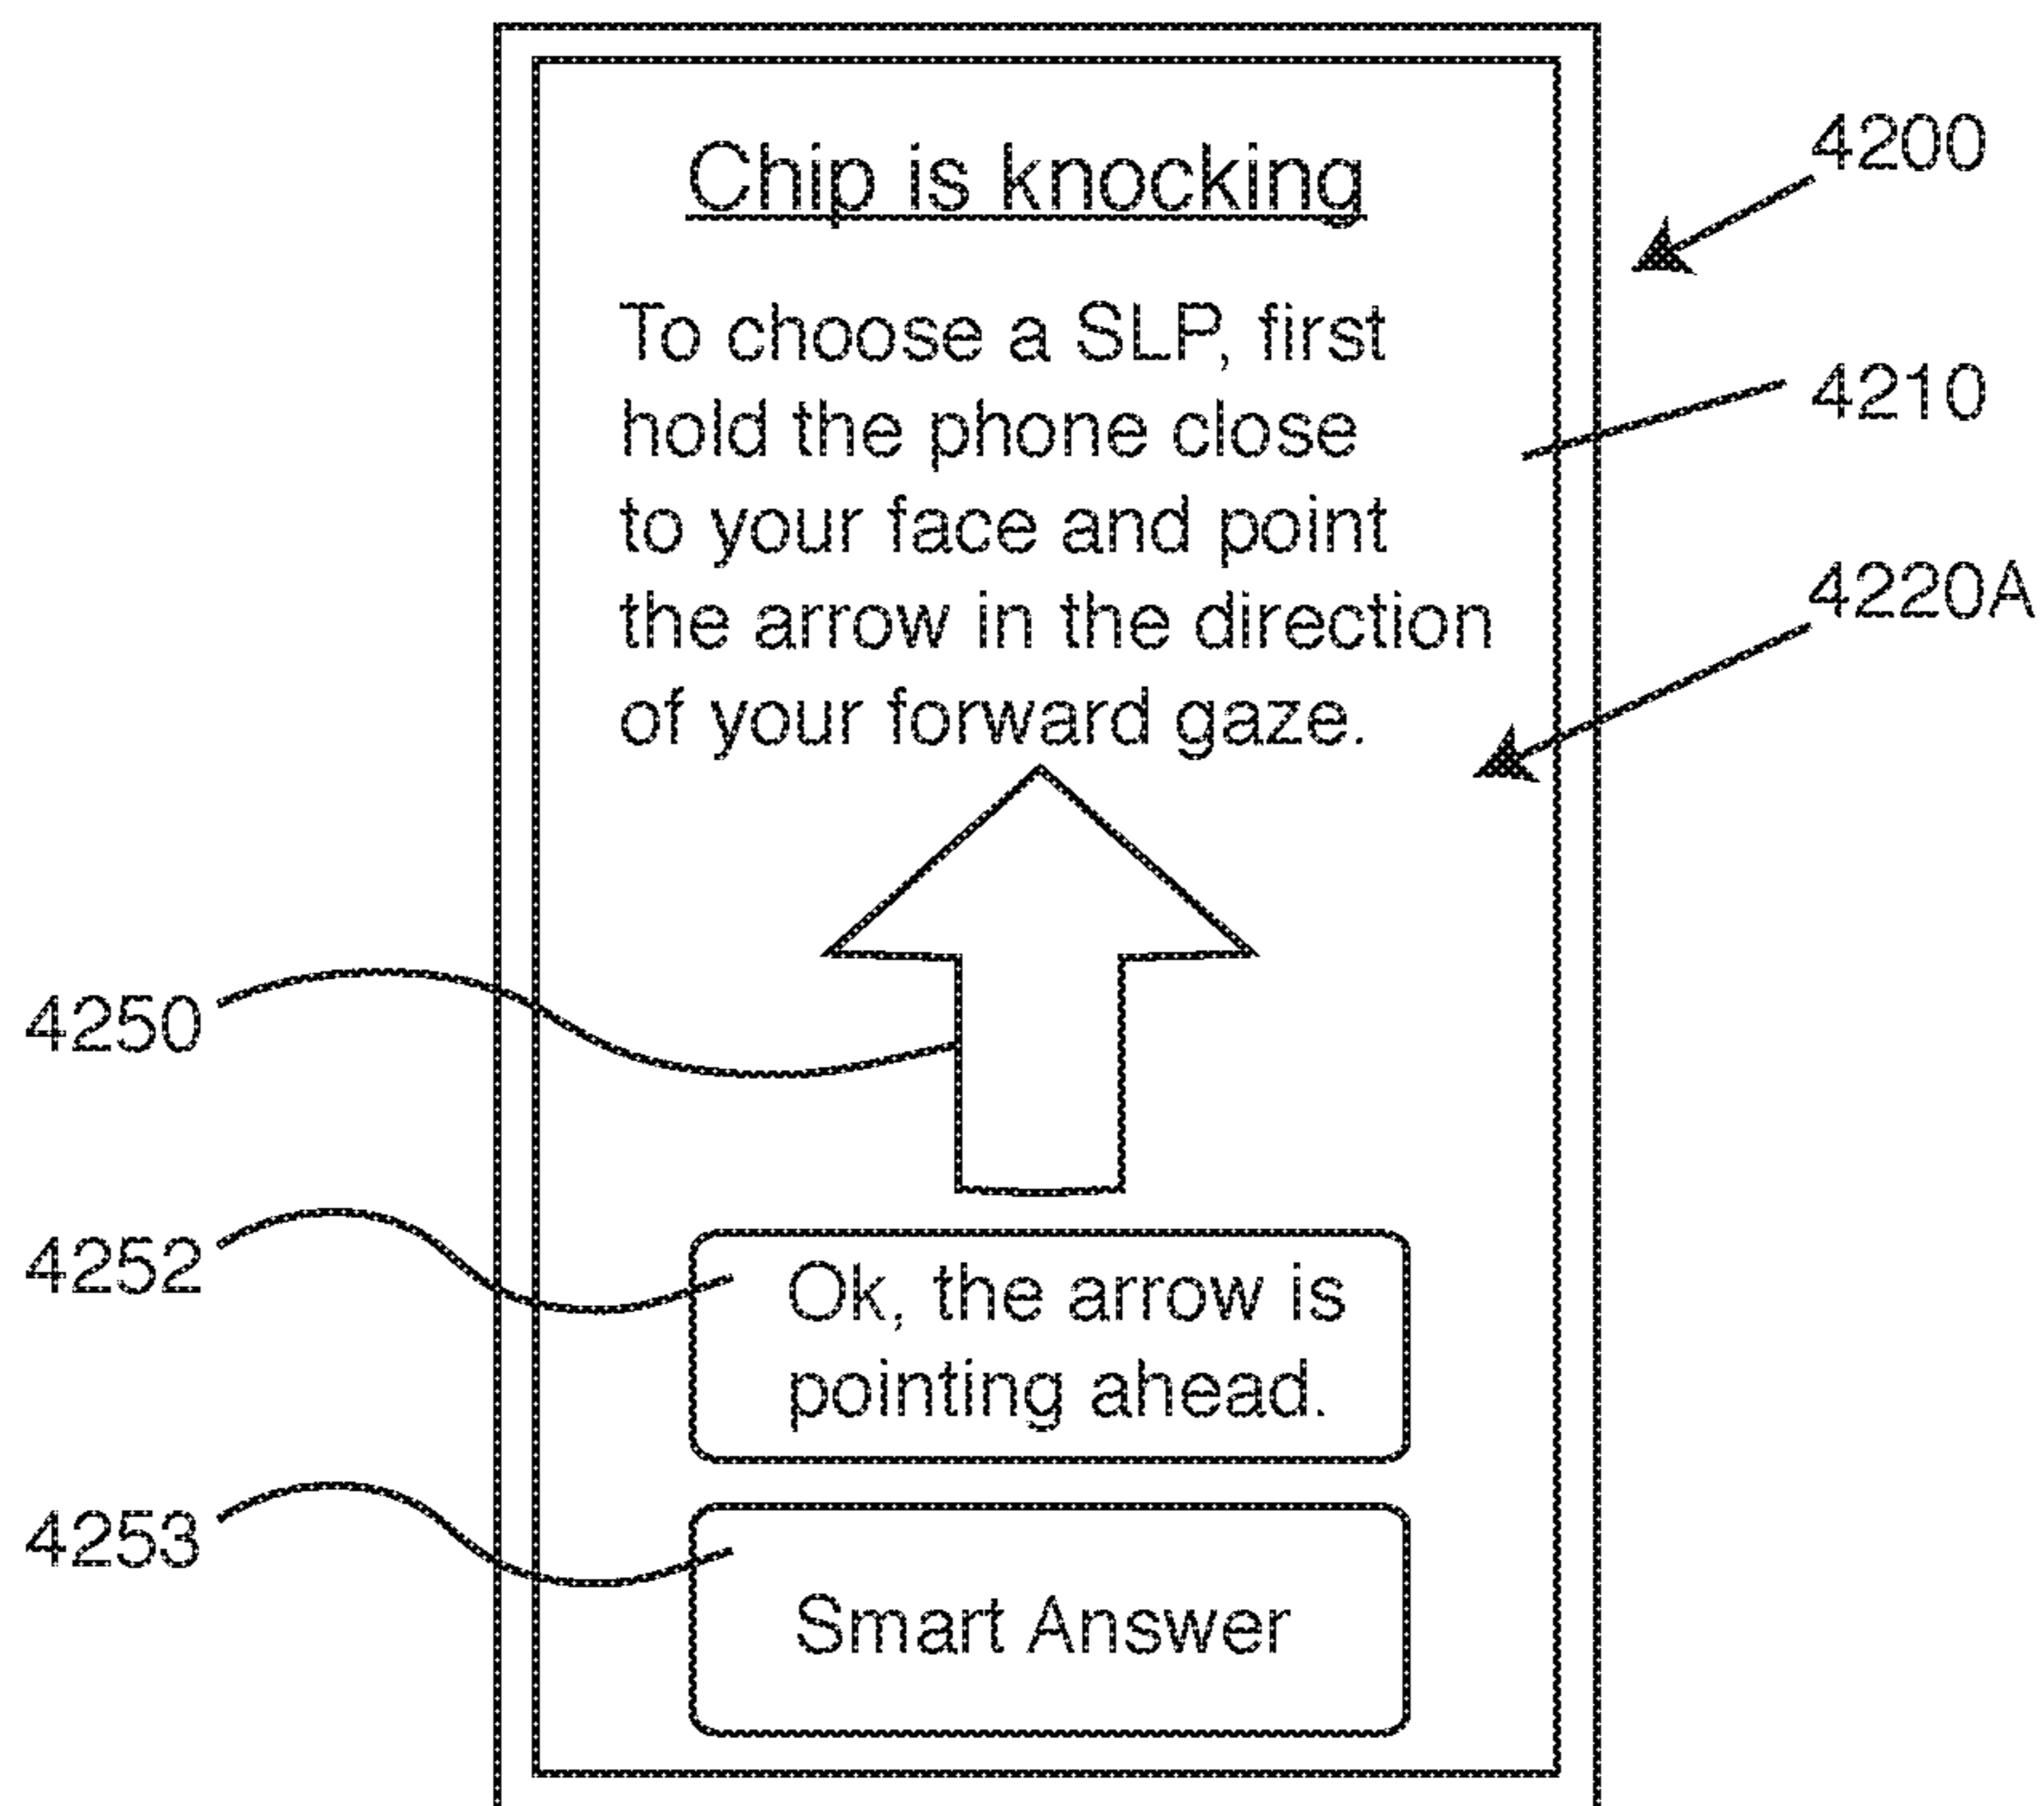 Chip is knocking
4200
To choose a SLP, first
hold the phone close
4210
to your face and point
the arrow in the direction
4220A
of your forward gaze.
4250
4252
Ok, the arrow is
pointing ahead.
4253
Smart Answer